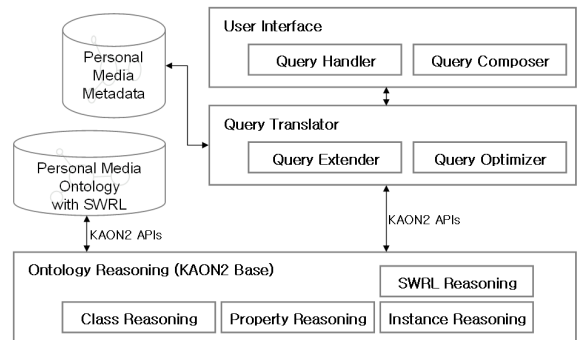 User Interface
Query Handler
Query Composer
Personal
Media
Metadata
Query Translator
Query Extender
Query Optimizer
Personal Media
Ontology
with SWRL
KAON2 APIs
KAON2 APIs
Ontology Reasoning (KAON2 Base)
SWRL Reasoning
Class Reasoning
Property Reasoning
Instance Reasoning